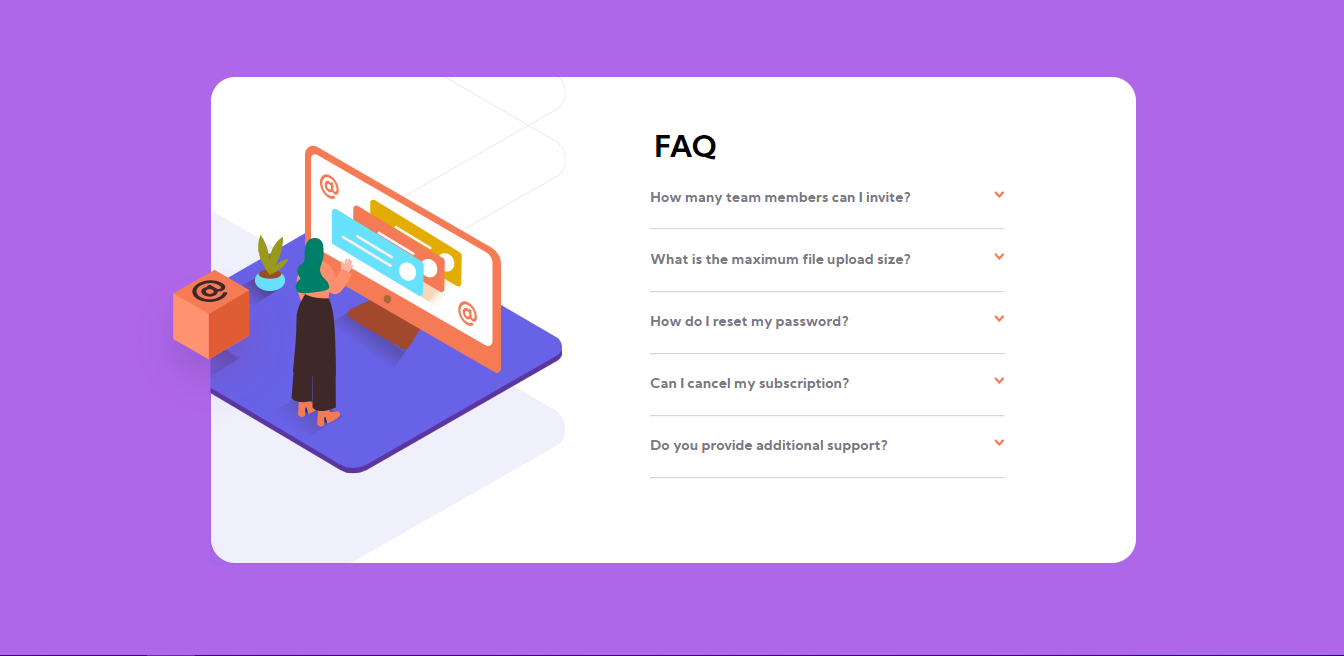 FAQ
How many team members can I invite?
What is the maximum file upload size?
How do I reset my password?
Can I cancel my subscription?
Do you provide additional support?
@
@
@